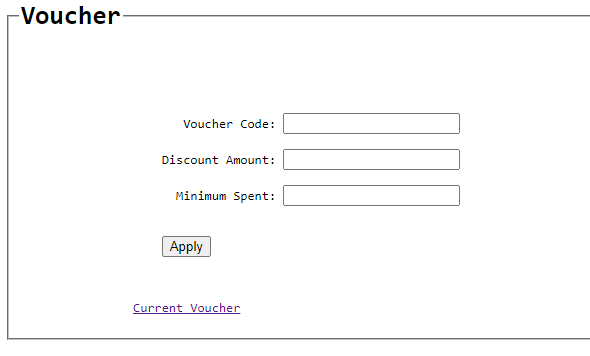 Voucher
Voucher Code:
Discount Amount:
Minimum Spent:
Apply
Current Voucher